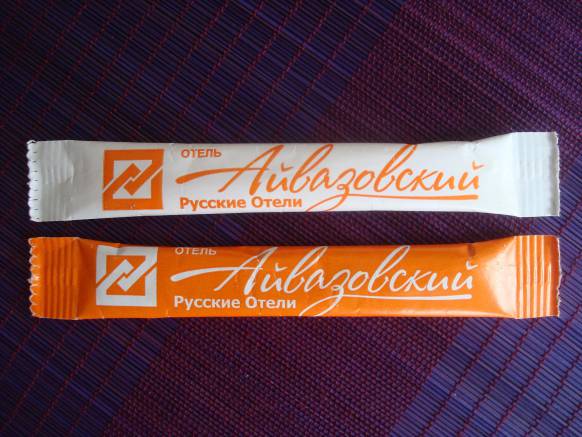 ОТЕЛЬ
Айвазовский
Русские Отели
ОТЕЛЬ
Айвазовский
Русские Отели